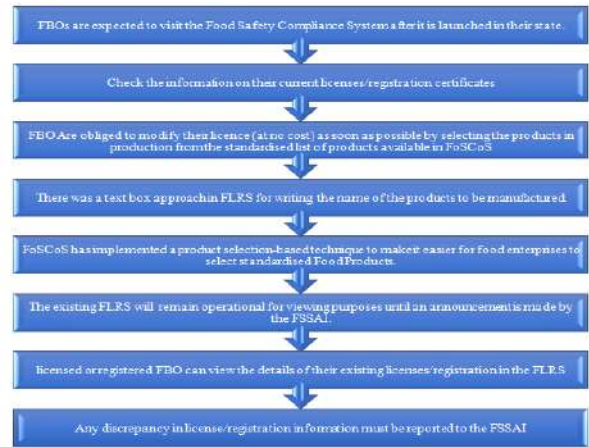 FBOs are expected to visit the Food Safety Compliance System after it is launched in their state.
Check the information on their current licenses/registration certificates
FBO Are obliged to modify their licence (at no cost) as soon as possible by selecting the products in
production from the standardised list of products available in FoSCoS
There was a text box approach in FLRS for writing the name of the products to be manufactured.
FoSCoS has implemented a product selection-based technique to make it easier for food enterprises to
select standardised Food Products.
The existing FLRS will remain operational for viewing purposes until an announcement is made by
the FSSAI.
licensed or registered FBO can view the details of their existing licenses/registration in the FLRS
Any discrepancy in license/registration information must be reported to the FSSAI